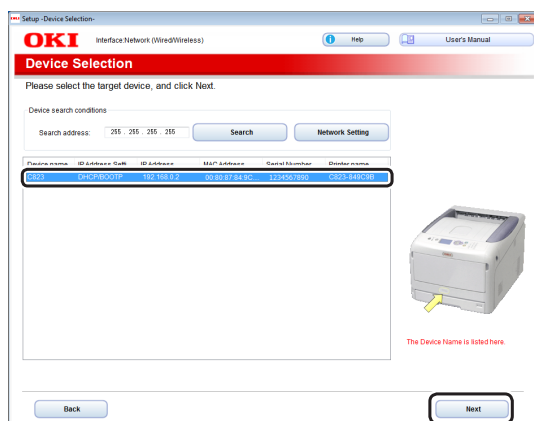 Setup -Device Selection-
OKI Interface:Network (Wired/Wireless) Help User's Manual
Device Selection
Please select the target device, and click Next.
Device search conditions
Search address: 255 . 255 . 255 . 255 Search Network Setting
Device name IP Address Setti IP Address MAC Address Serial Number Printer name
C823 DHCP/BOOTP 192.168.0.2 00:80:87:84:9C... 1234567890 C823-849C9B
The Device Name is listed here.
Back Next